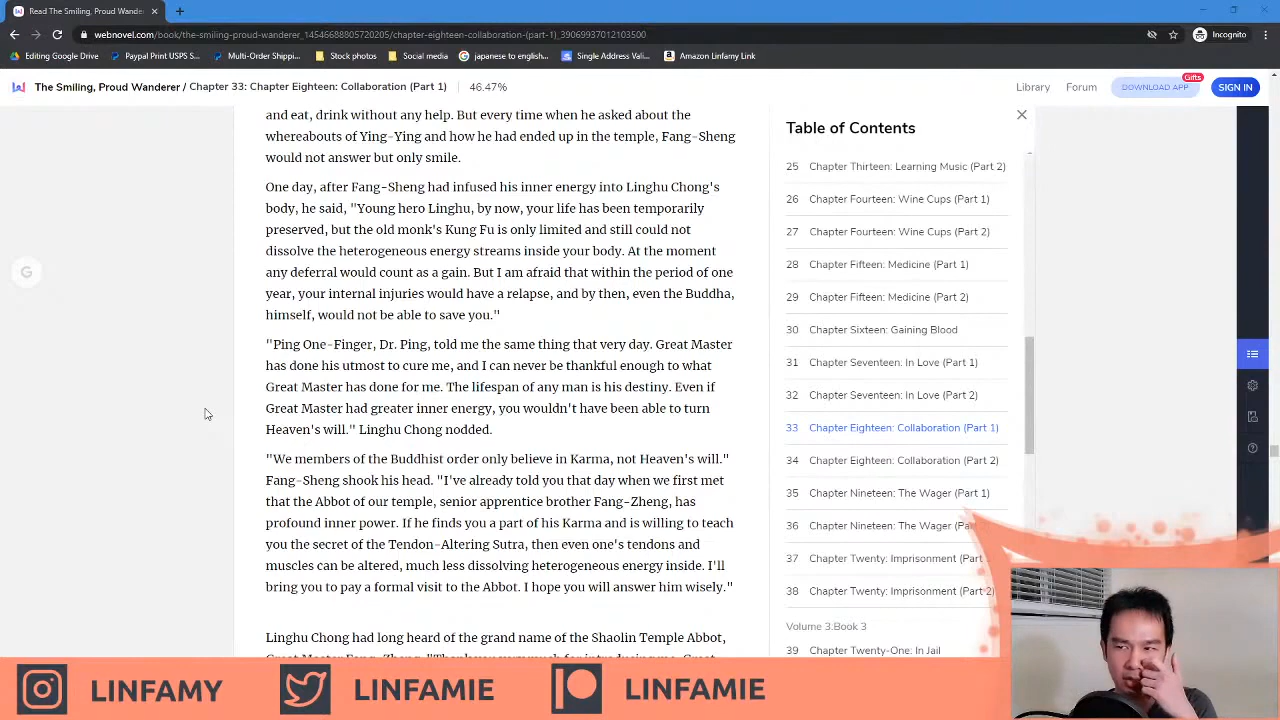 Read The Smiling, Proud Wande
webnovel.com/book/the-smiling-proud-wanderer_14546688805720205/chapter-eighteen-collaboration-(part-1)_39069937012103500
Incognito
Editing Google Drive
Paypal Print USPS S...
Multi-Order Shippi...
Stock photos
Social media
japanese to english...
Single Address Vali...
Amazon Linfamy Link
The Smiling, Proud Wanderer / Chapter 33: Chapter Eighteen: Collaboration (Part 1)
46.47%
Library
Forum
DOWNLOAD APP
Gifts
SIGN IN
and eat, drink without any help. But every time when he asked about the
whereabouts of Ying-Ying and how he had ended up in the temple, Fang-Sheng
would not answer but only smile.
One day, after Fang-Sheng had infused his inner energy into Linghu Chong's
body, he said, "Young hero Linghu, by now, your life has been temporarily
preserved, but the old monk's Kung Fu is only limited and still could not
dissolve the heterogeneous energy streams inside your body. At the moment
any deferral would count as a gain. But I am afraid that within the period of one
year, your internal injuries would have a relapse, and by then, even the Buddha,
himself, would not be able to save you."
"Ping One-Finger, Dr. Ping, told me the same thing that very day. Great Master
has done his utmost to cure me, and I can never be thankful enough to what
Great Master has done for me. The lifespan of any man is his destiny. Even if
Great Master had greater inner energy, you wouldn't have been able to turn
Heaven's will." Linghu Chong nodded.
"We members of the Buddhist order only believe in Karma, not Heaven's will."
Fang-Sheng shook his head. "I've already told you that day when we first met
that the Abbot of our temple, senior apprentice brother Fang-Zheng, has
profound inner power. If he finds you a part of his Karma and is willing to teach
you the secret of the Tendon-Altering Sutra, then even one's tendons and
muscles can be altered, much less dissolving heterogeneous energy inside. I'll
bring you to pay a formal visit to the Abbot. I hope you will answer him wisely."
Linghu Chong had long heard of the grand name of the Shaolin Temple Abbot,
Table of Contents
25 Chapter Thirteen: Learning Music (Part 2)
26 Chapter Fourteen: Wine Cups (Part 1)
27 Chapter Fourteen: Wine Cups (Part 2)
28 Chapter Fifteen: Medicine (Part 1)
29 Chapter Fifteen: Medicine (Part 2)
30 Chapter Sixteen: Gaining Blood
31 Chapter Seventeen: In Love (Part 1)
32 Chapter Seventeen: In Love (Part 2)
33 Chapter Eighteen: Collaboration (Part 1)
34 Chapter Eighteen: Collaboration (Part 2)
35 Chapter Nineteen: The Wager (Part 1)
36 Chapter Nineteen: The Wager (Pa
37 Chapter Twenty: Imprisonment (Part
38 Chapter Twenty: Imprisonment (Part 2)
Volume 3:Book 3
39 Chapter Twenty-One: In Jail
LINFAMY
LINFAMIE
LINFAMIE